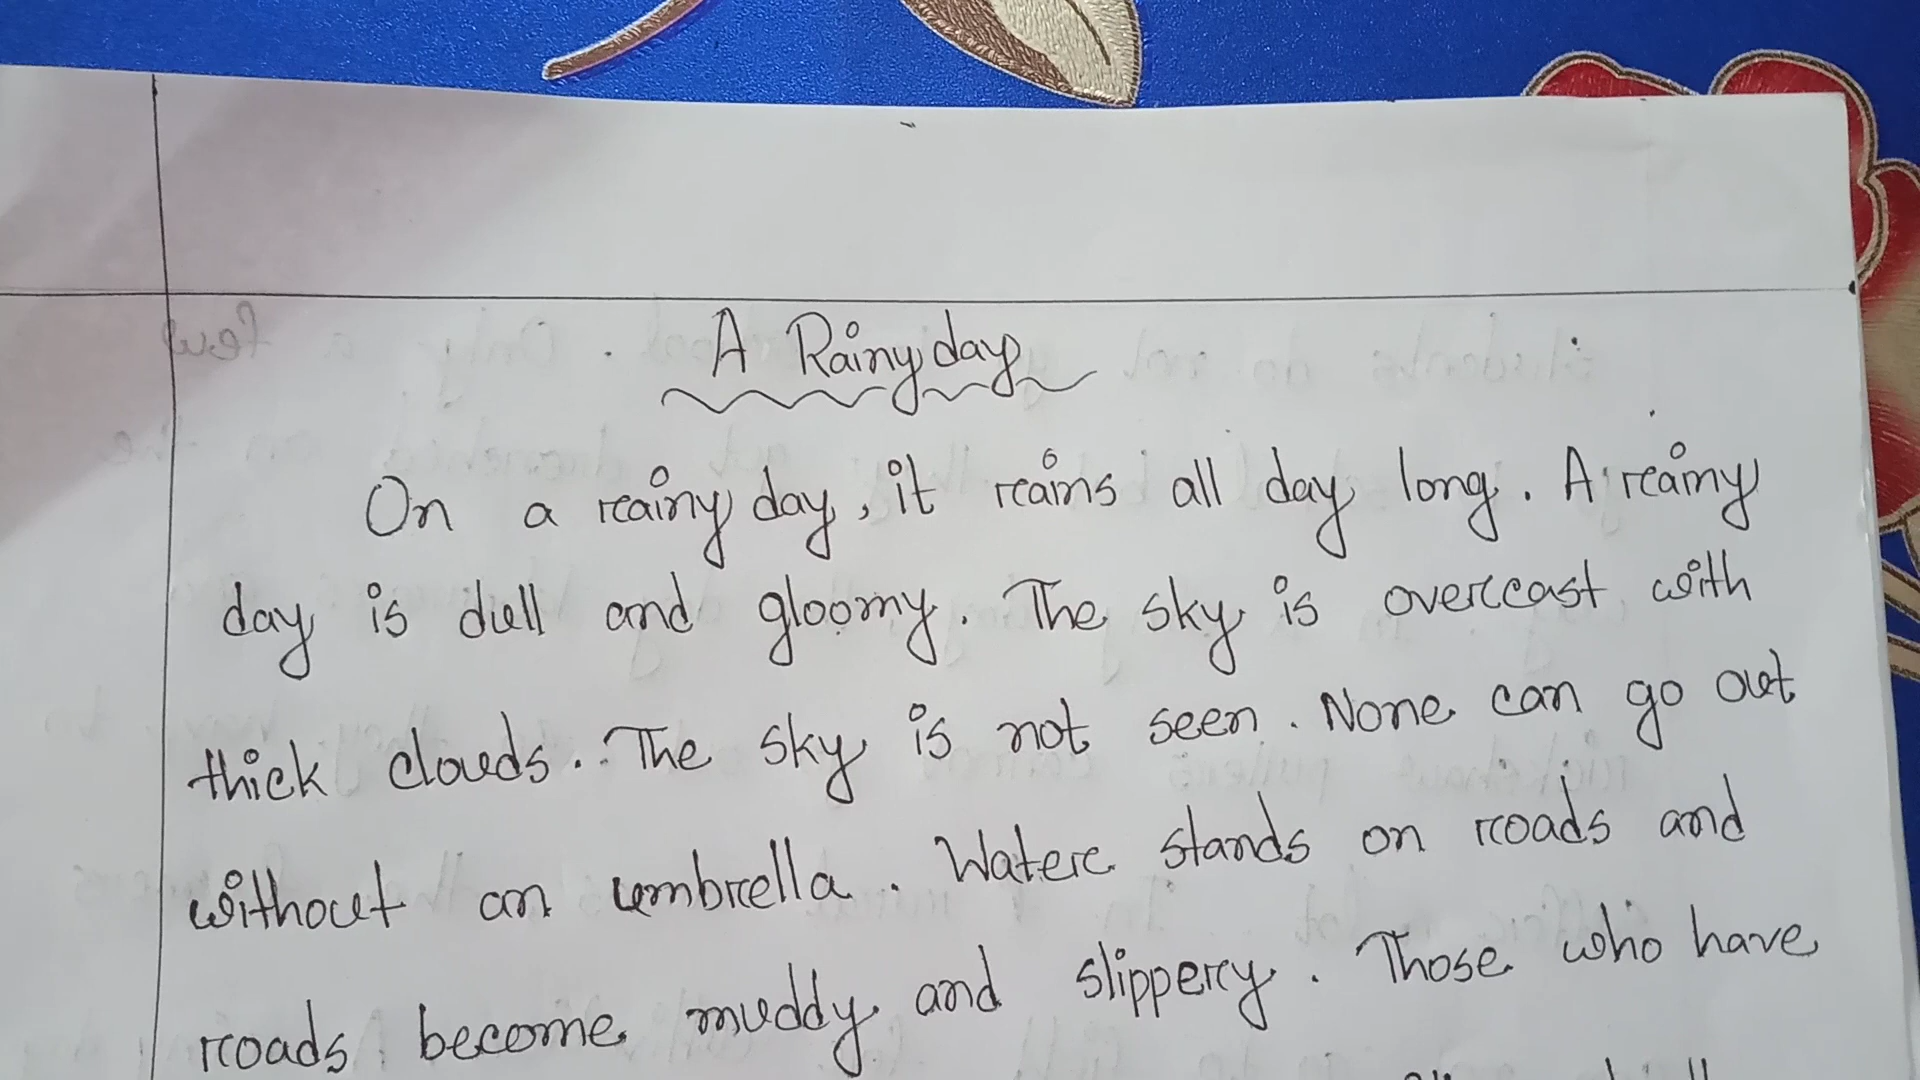 A Rainy day
On a rainy day, it rains all day long. A rainy
day is dull and gloomy. The sky is overcast with
thick clouds. The sky is not seen. None can go out
without an umbrella. Water stands on roads and
roads become muddy and slippery. Those who have